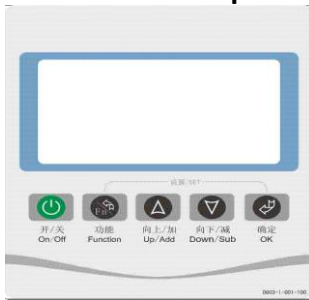 设置/SET
Fn
开/关 功能 向上/加 向下/减 确定
On/Off Function Up/Add Down/Sub OK